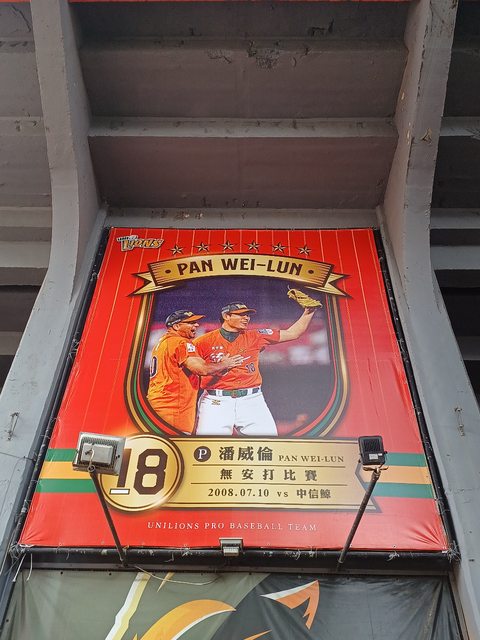 LIONS
PAN WEI-LUN
18
P 潘威倫 PAN WEI-LUN
無安打比賽
2008.07.10 vs 中信鯨
UNILIONS PRO BASEBALL TEAM